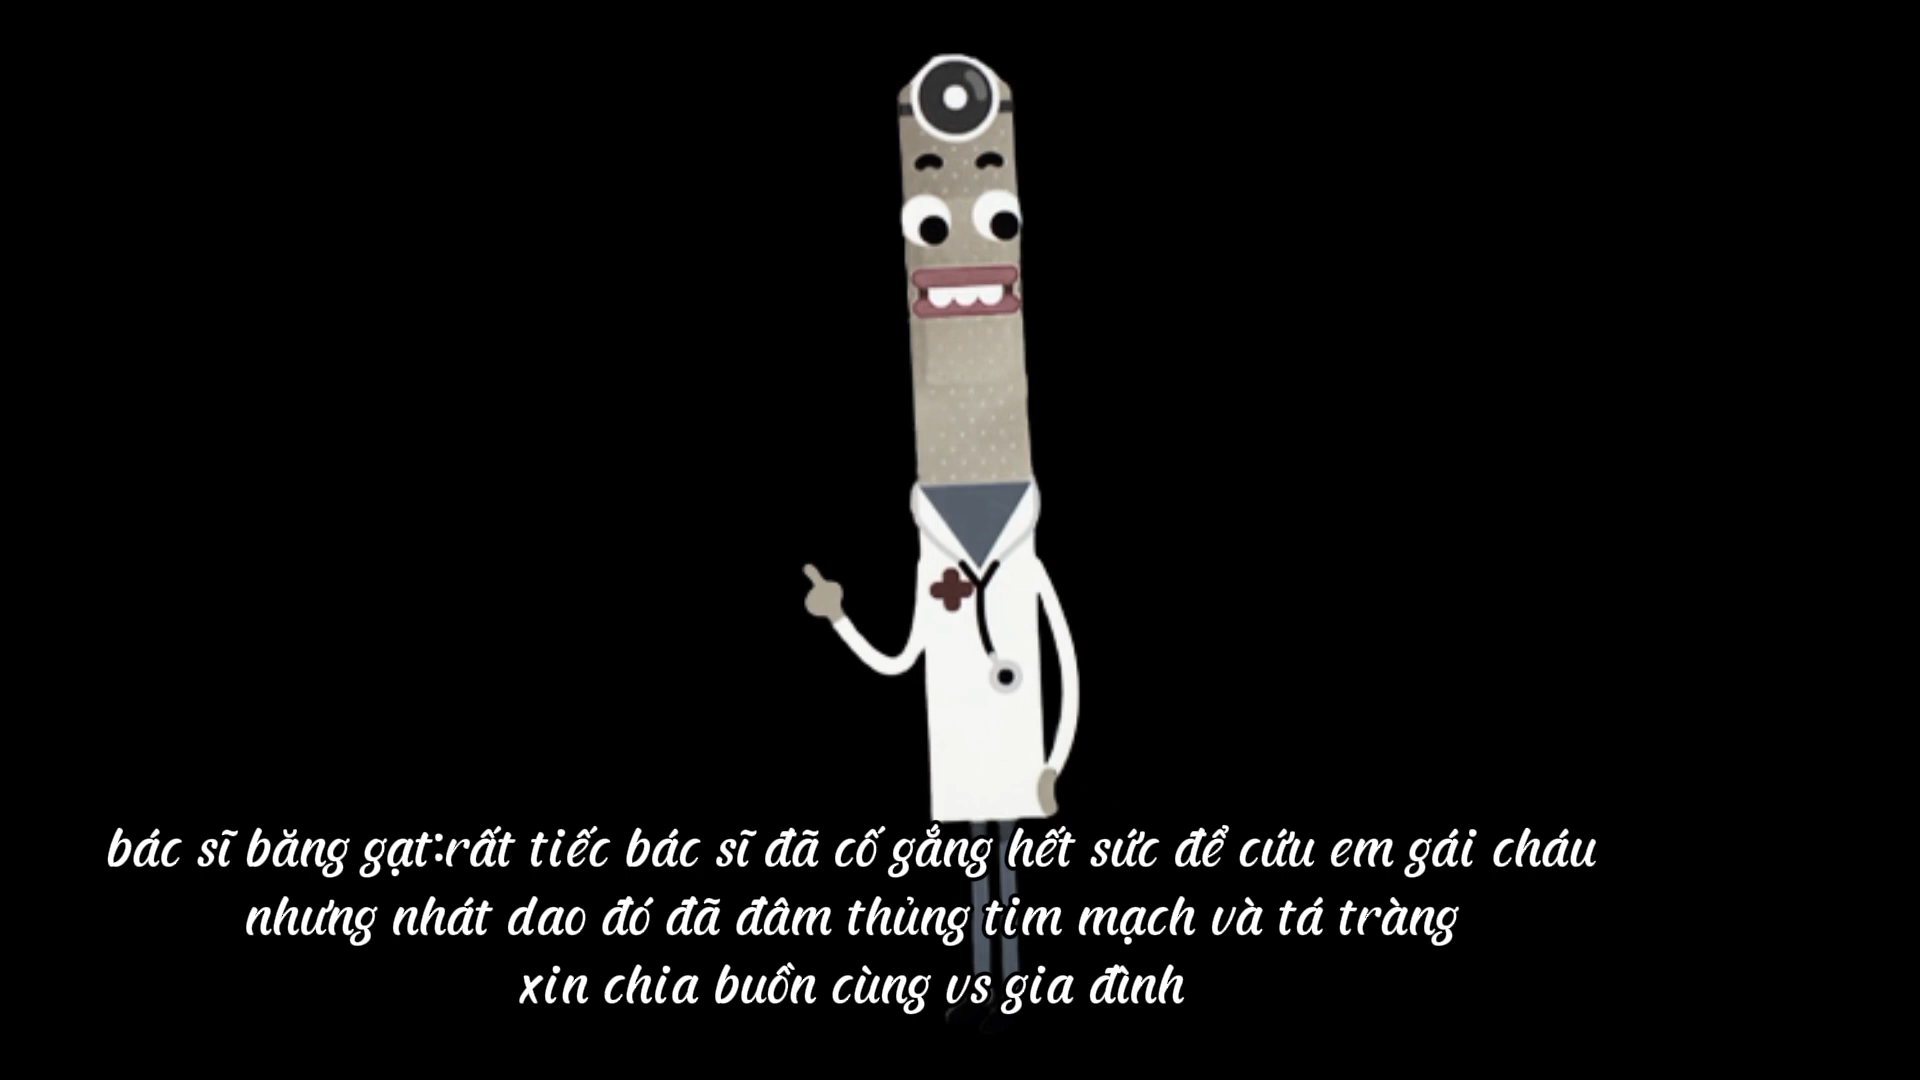 bác sĩ băng gạt:rất tiếc bác sĩ đã cố gắng hết sức để cứu em gái cháu
nhưng nhát dao đó đã đâm thủng tim mạch và tá tràng
xin chia buồn cùng vs gia đình